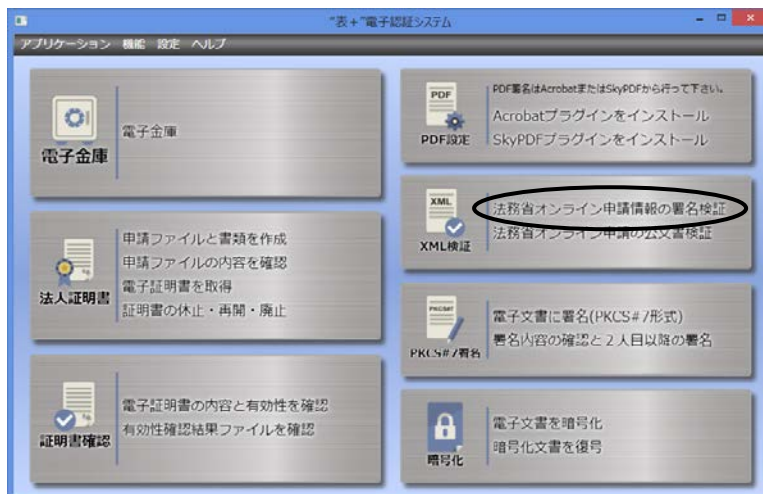 “表+”電子認証システム
アプリケーション 機能 設定 ヘルプ
電子金庫
電子金庫
法人証明書
申請ファイルと書類を作成
申請ファイルの内容を確認
電子証明書を取得
証明書の休止・再開・廃止
証明書確認
電子証明書の内容と有効性を確認
有効性確認結果ファイルを確認
PDF
PDF設定
PDF署名はAcrobatまたはSkyPDFから行って下さい。
Acrobatプラグインをインストール
SkyPDFプラグインをインストール
XML
XML検証
法務省オンライン申請情報の署名検証
法務省オンライン申請の公文書検証
PKCS#7
PKCS#7署名
電子文書に署名(PKCS#7形式)
署名内容の確認と2人目以降の署名
暗号化
電子文書を暗号化
暗号化文書を復号